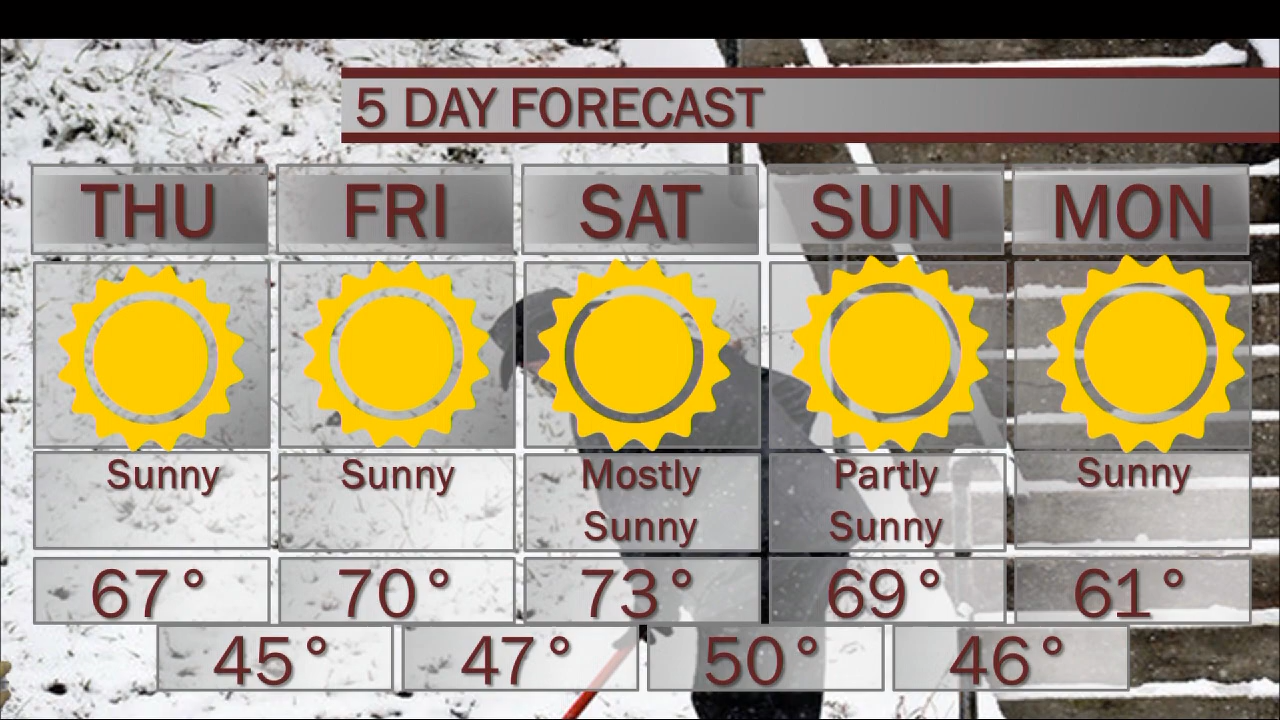 5 DAY FORECAST
THU FRI SAT SUN MON
Sunny Sunny Mostly Partly Sunny
Sunny Sunny
67° 70° 73° 69° 61°
45° 47° 50° 46°